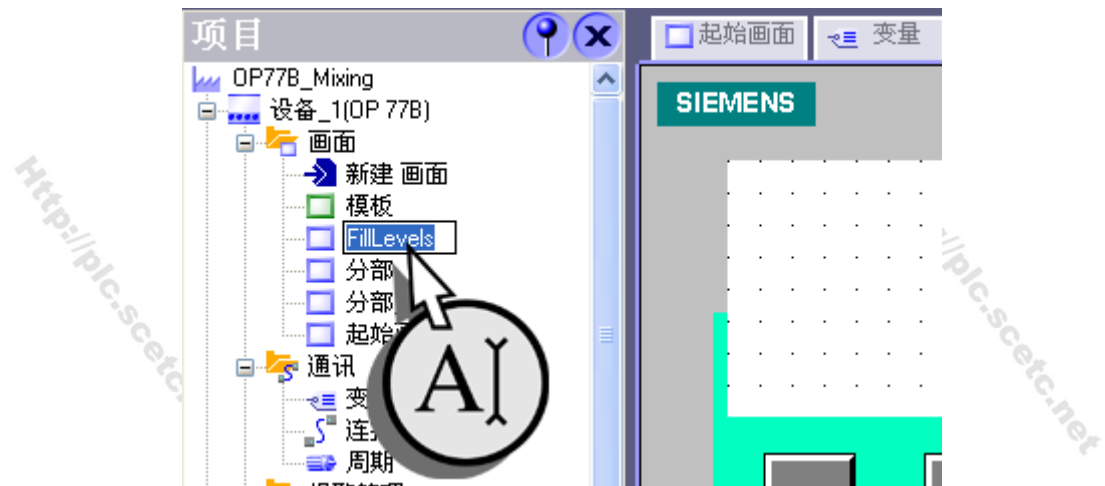 项目
起始画面
变量
OP77B_Mixing
SIEMENS
设备_1(OP 77B)
画面
新建 画面
模板
FillLevels
分部
分部
起始
通讯
变
连
周期
A
Http://plc.scetc.net
//plc.scetc.net